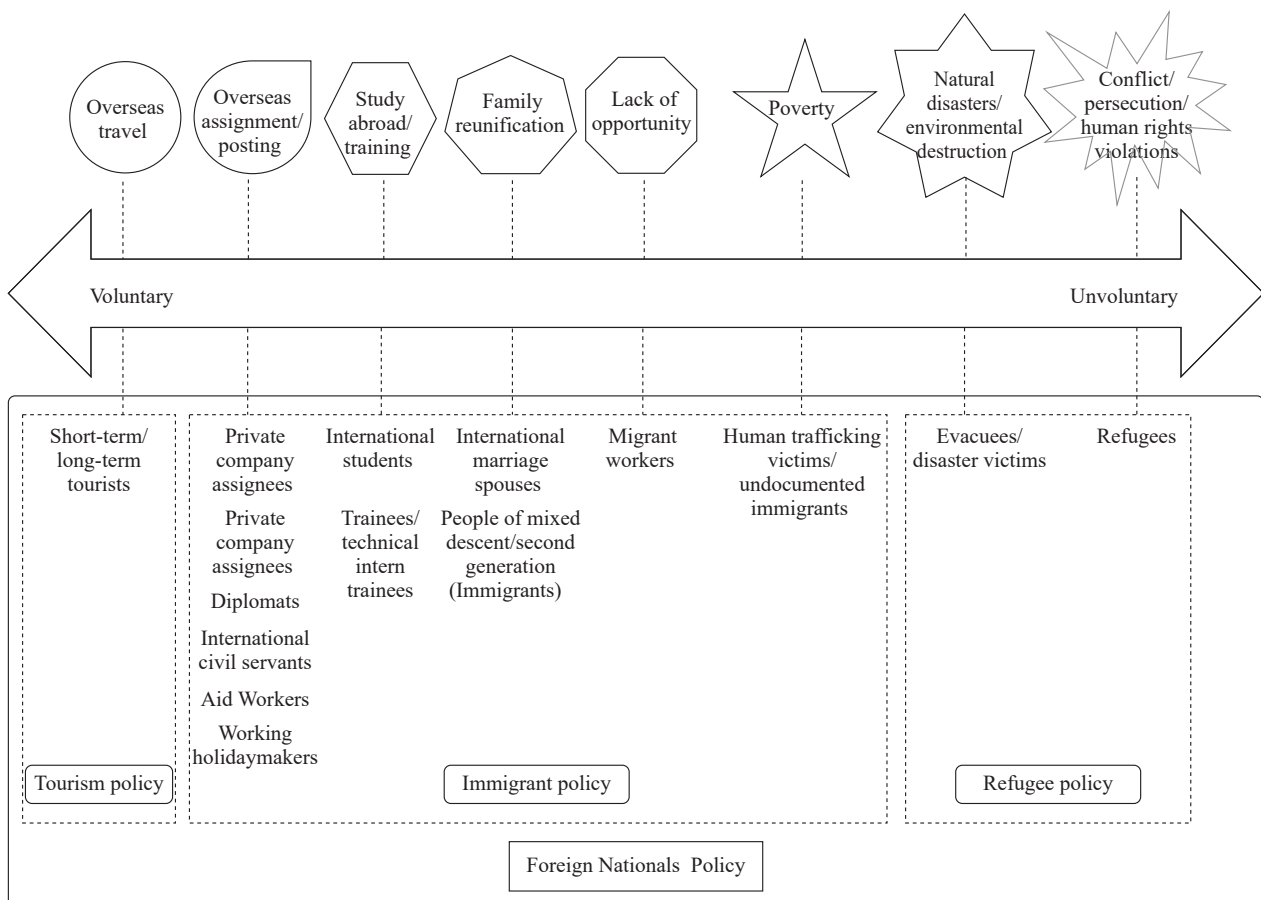 Overseas
travel
Overseas
assignment/
posting
Study
abroad/
training
Family
reunification
Lack of
opportunity
Poverty
Natural
disasters/
environmental
destruction
Conflict/
persecution/
human rights
violations
Voluntary
Unvoluntary
Short-term/
long-term
tourists
Private
company
assignees
Private
company
assignees
Diplomats
International
civil servants
Aid Workers
Working
holidaymakers
International
students
Trainees/
technical
intern
trainees
International
marriage
spouses
People of mixed
descent/second
generation
(Immigrants)
Migrant
workers
Human trafficking
victims/
undocumented
immigrants
Evacuees/
disaster victims
Refugees
Tourism policy
Immigrant policy
Refugee policy
Foreign Nationals Policy